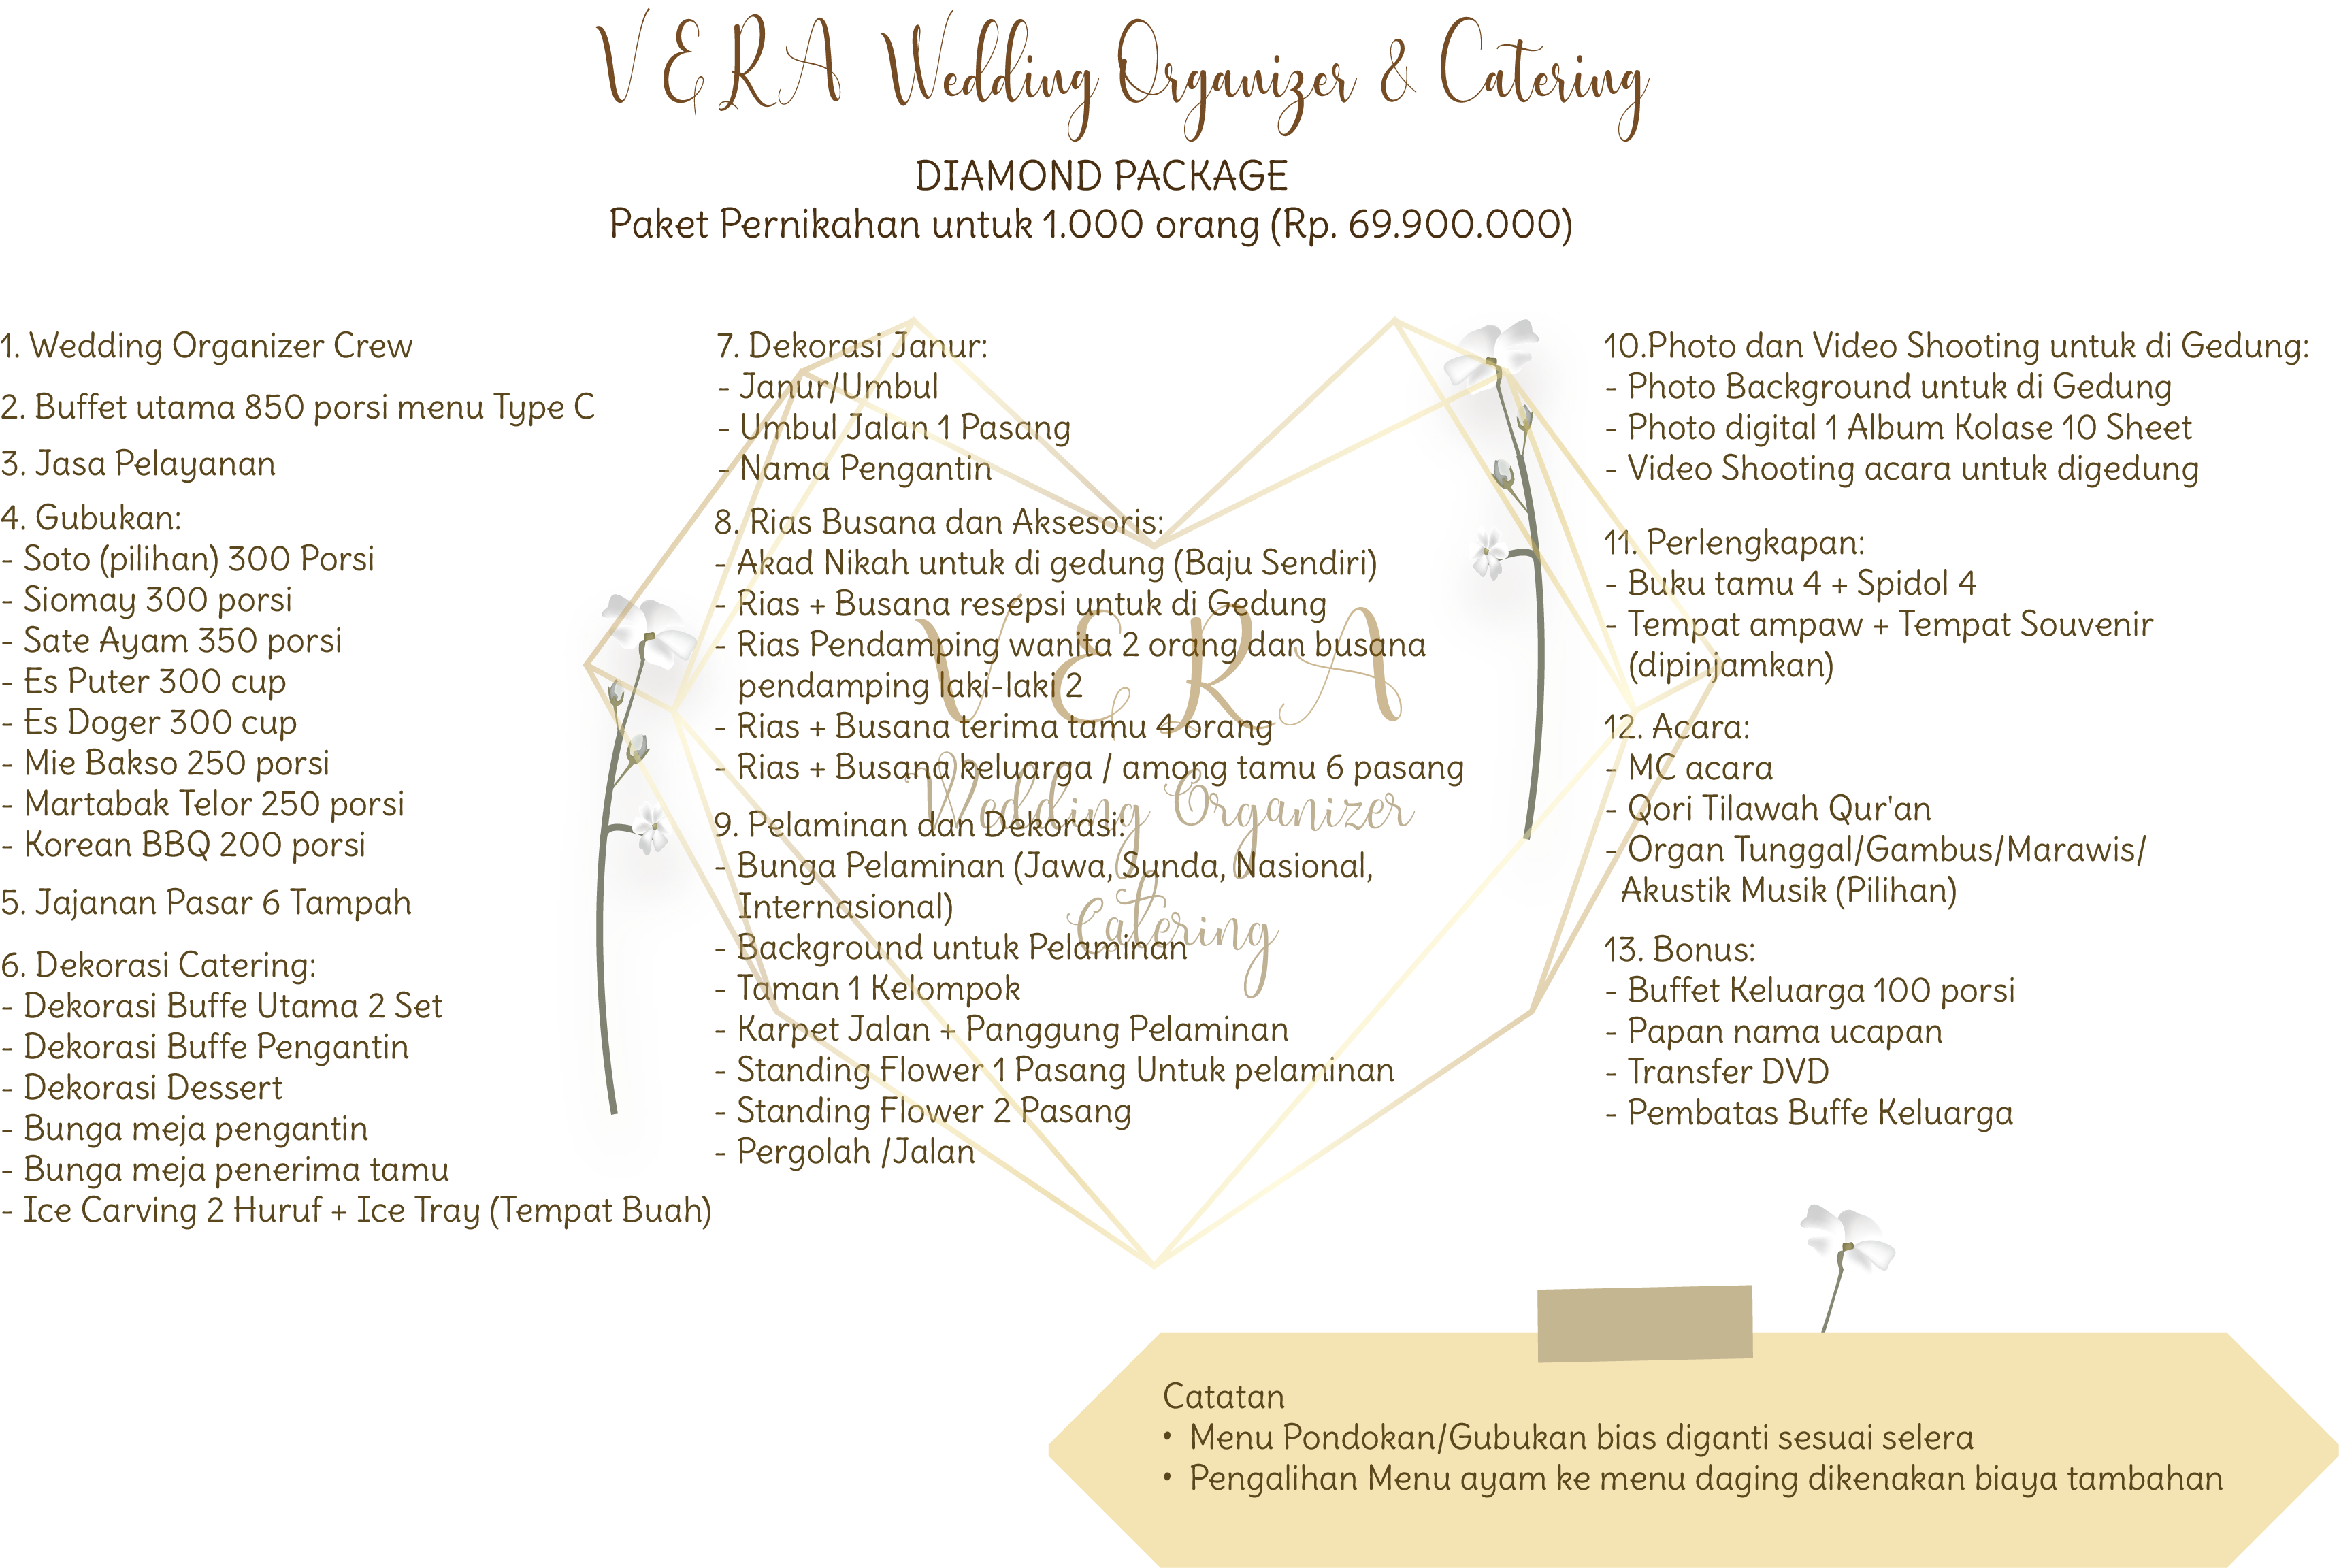 VERA Wedding Organizer & Catering
DIAMOND PACKAGE
Paket Pernikahan untuk 1.000 orang (Rp. 69.900.000)
1. Wedding Organizer Crew
2. Buffet utama 850 porsi menu Type C
3. Jasa Pelayanan
4. Gubukan:
- Soto (pilihan) 300 Porsi
- Siomay 300 porsi
- Sate Ayam 350 porsi
- Es Puter 300 cup
- Es Doger 300 cup
- Mie Bakso 250 porsi
- Martabak Telor 250 porsi
- Korean BBQ 200 porsi
5. Jajanan Pasar 6 Tampah
6. Dekorasi Catering:
- Dekorasi Buffe Utama 2 Set
- Dekorasi Buffe Pengantin
- Dekorasi Dessert
- Bunga meja pengantin
- Bunga meja penerima tamu
- Ice Carving 2 Huruf + Ice Tray (Tempat Buah)
7. Dekorasi Janur:
- Janur/Umbul
- Umbul Jalan 1 Pasang
- Nama Pengantin
8. Rias Busana dan Aksesoris:
- Akad Nikah untuk di gedung (Baju Sendiri)
- Rias + Busana resepsi untuk di Gedung
- Rias Pendamping wanita 2 orang dan busana
pendamping laki-laki 2
- Rias + Busana terima tamu 4 orang
- Rias + Busana keluarga / among tamu 6 pasang
9. Pelaminan dan Dekorasi:
- Bunga Pelaminan (Jawa, Sunda, Nasional,
Internasional)
- Background untuk Pelaminan
- Taman 1 Kelompok
- Karpet Jalan + Panggung Pelaminan
- Standing Flower 1 Pasang Untuk pelaminan
- Standing Flower 2 Pasang
- Pergolah /Jalan
VERA
Wedding Organizer
Catering
10.Photo dan Video Shooting untuk di Gedung:
- Photo Background untuk di Gedung
- Photo digital 1 Album Kolase 10 Sheet
- Video Shooting acara untuk digedung
11. Perlengkapan:
- Buku tamu 4 + Spidol 4
- Tempat ampaw + Tempat Souvenir
(dipinjamkan)
12. Acara:
- MC acara
- Qori Tilawah Qur'an
- Organ Tunggal/Gambus/Marawis/
Akustik Musik (Pilihan)
13. Bonus:
- Buffet Keluarga 100 porsi
- Papan nama ucapan
- Transfer DVD
- Pembatas Buffe Keluarga
Catatan
• Menu Pondokan/Gubukan bias diganti sesuai selera
• Pengalihan Menu ayam ke menu daging dikenakan biaya tambahan